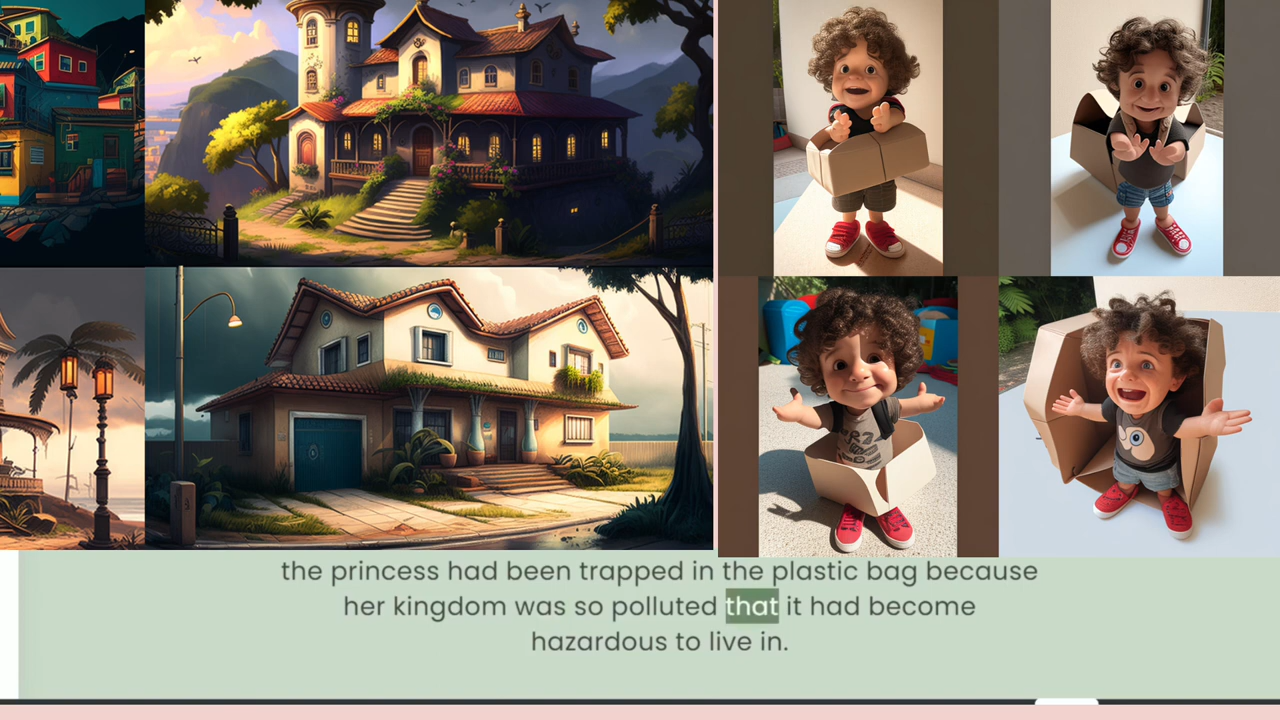 the princess had been trapped in the plastic bag because
her kingdom was so polluted that it had become
hazardous to live in.